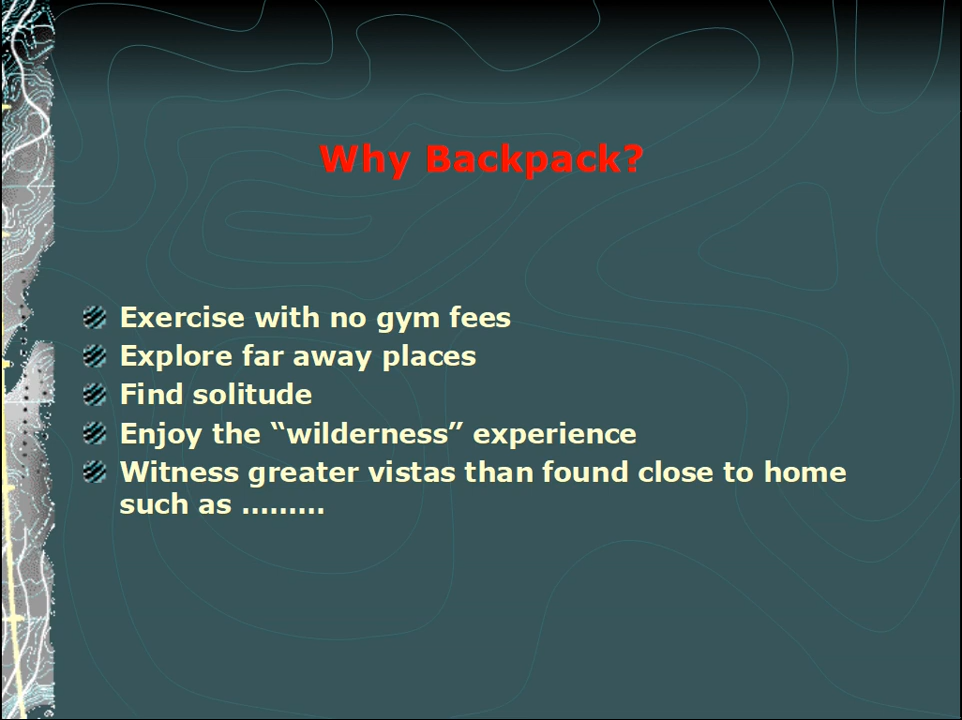 Why Backpack?
Exercise with no gym fees
Explore far away places
Find solitude
Enjoy the “wilderness” experience
Witness greater vistas than found close to home
such as ………